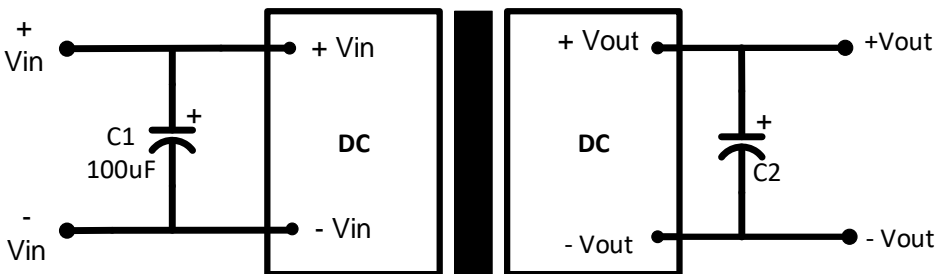 +
Vin
+ Vin
+ Vout
+Vout
+
C1
100uF
DC
DC
+
C2
-
Vin
- Vin
- Vout
- Vout